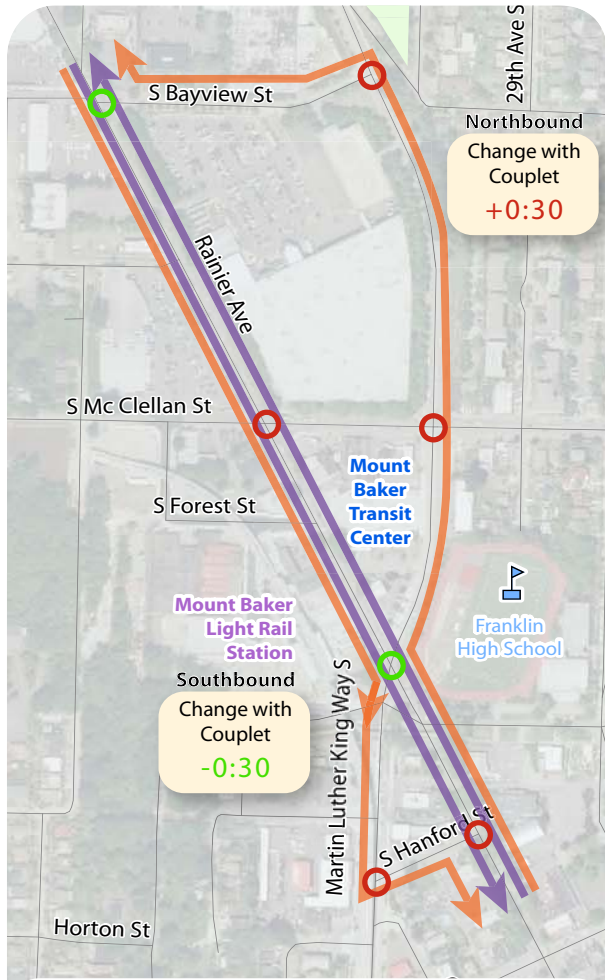 29th Ave S
S Bayview St
Northbound
Change with
Couplet
+0:30
Rainier Ave
S Mc Clellan St
Mount
Baker
Transit
Center
S Forest St
Mount Baker
Light Rail
Station
Franklin
High School
Southbound
Change with
Couplet
-0:30
Martin Luther King Way S
S Hanford St
Horton St